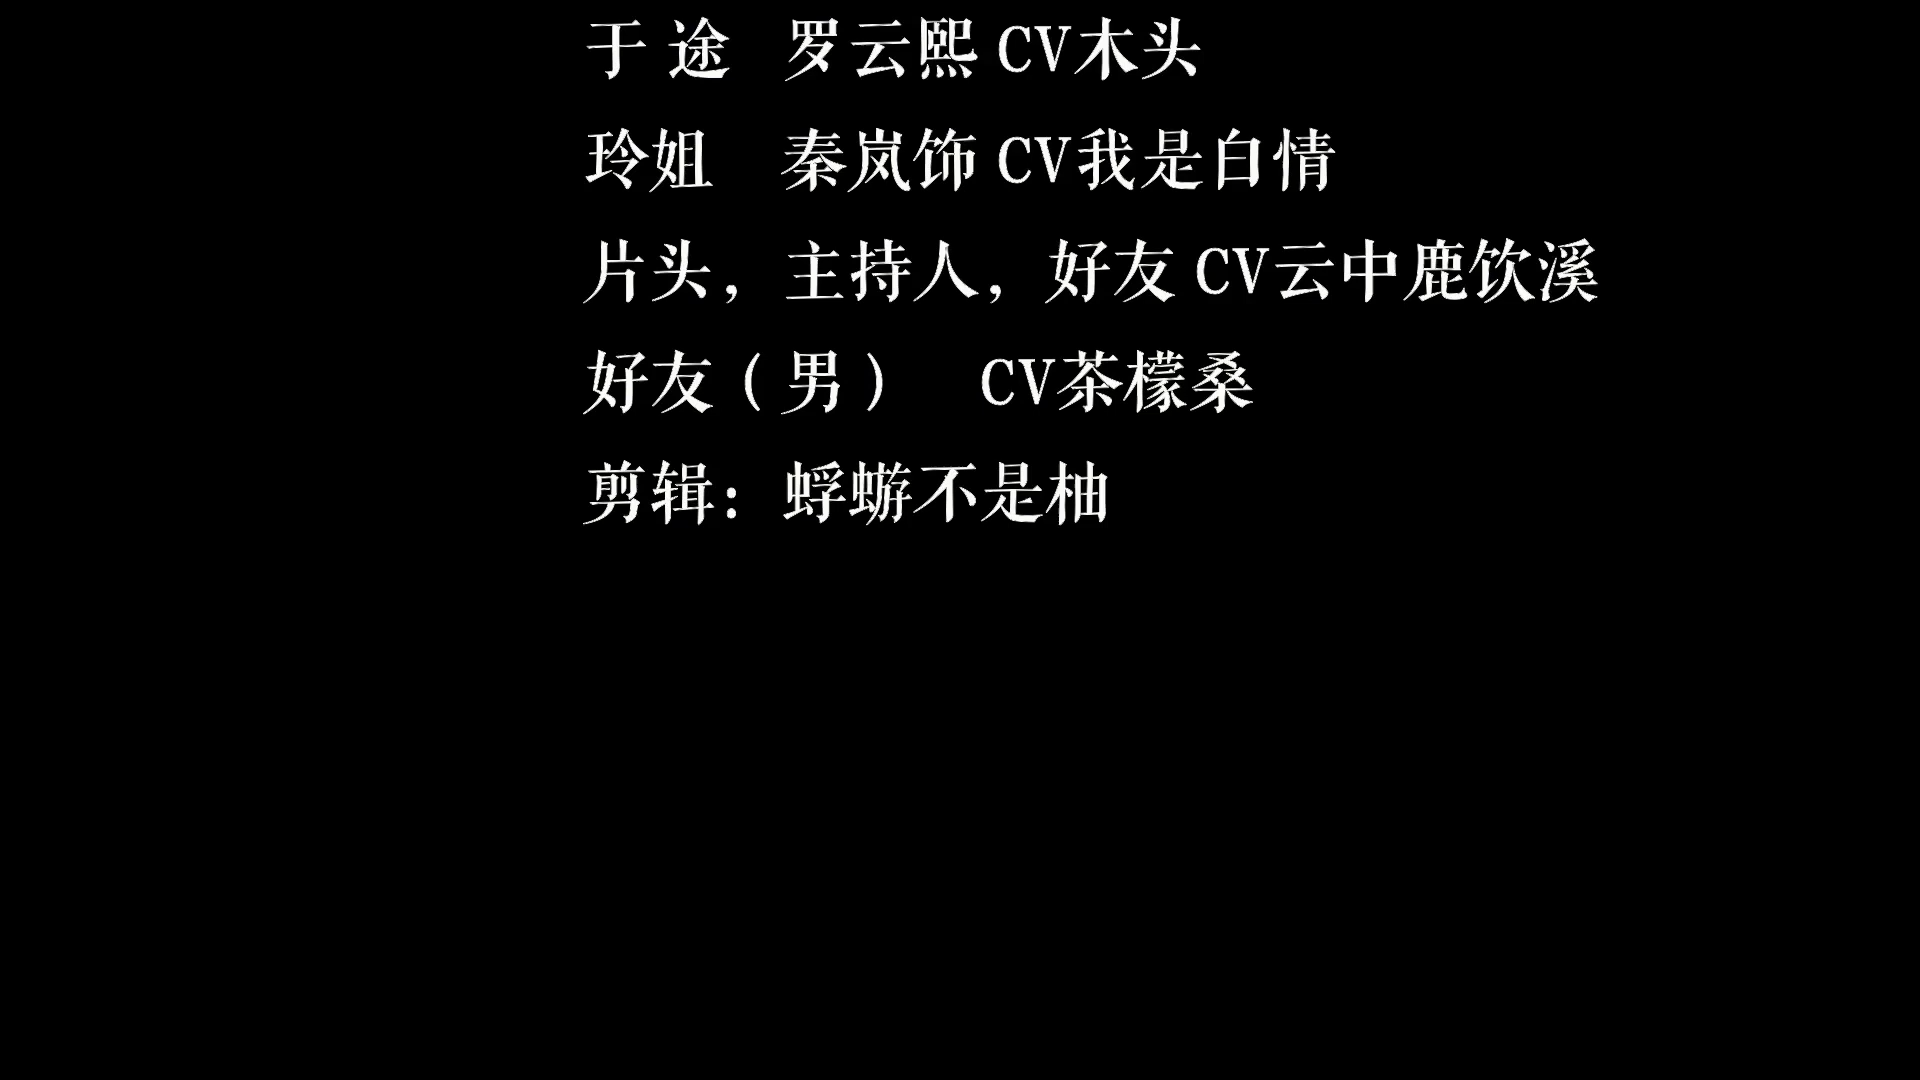 于 途 罗云熙 CV木头
玲姐 秦岚饰 CV我是白情
片头，主持人，好友 CV云中鹿饮溪
好友（男） CV茶檬桑
剪辑：蜉蝣不是柚